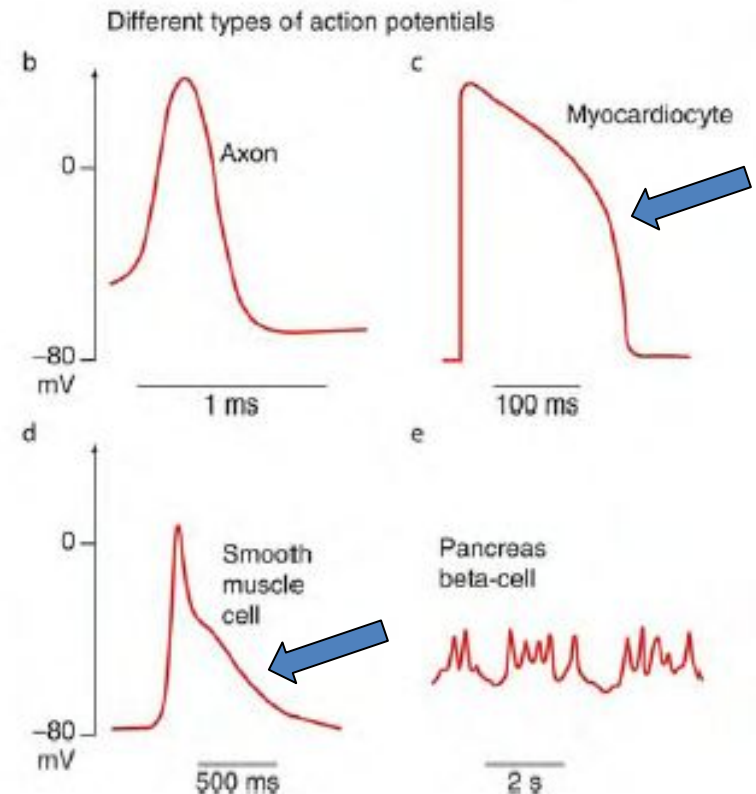 Different types of action potentials
b
c
Axon
Myocardiocyte
0
–80
mV
1 ms
100 ms
d
e
0
Smooth
muscle
cell
Pancreas
beta-cell
–80
mV
500 ms
2 s